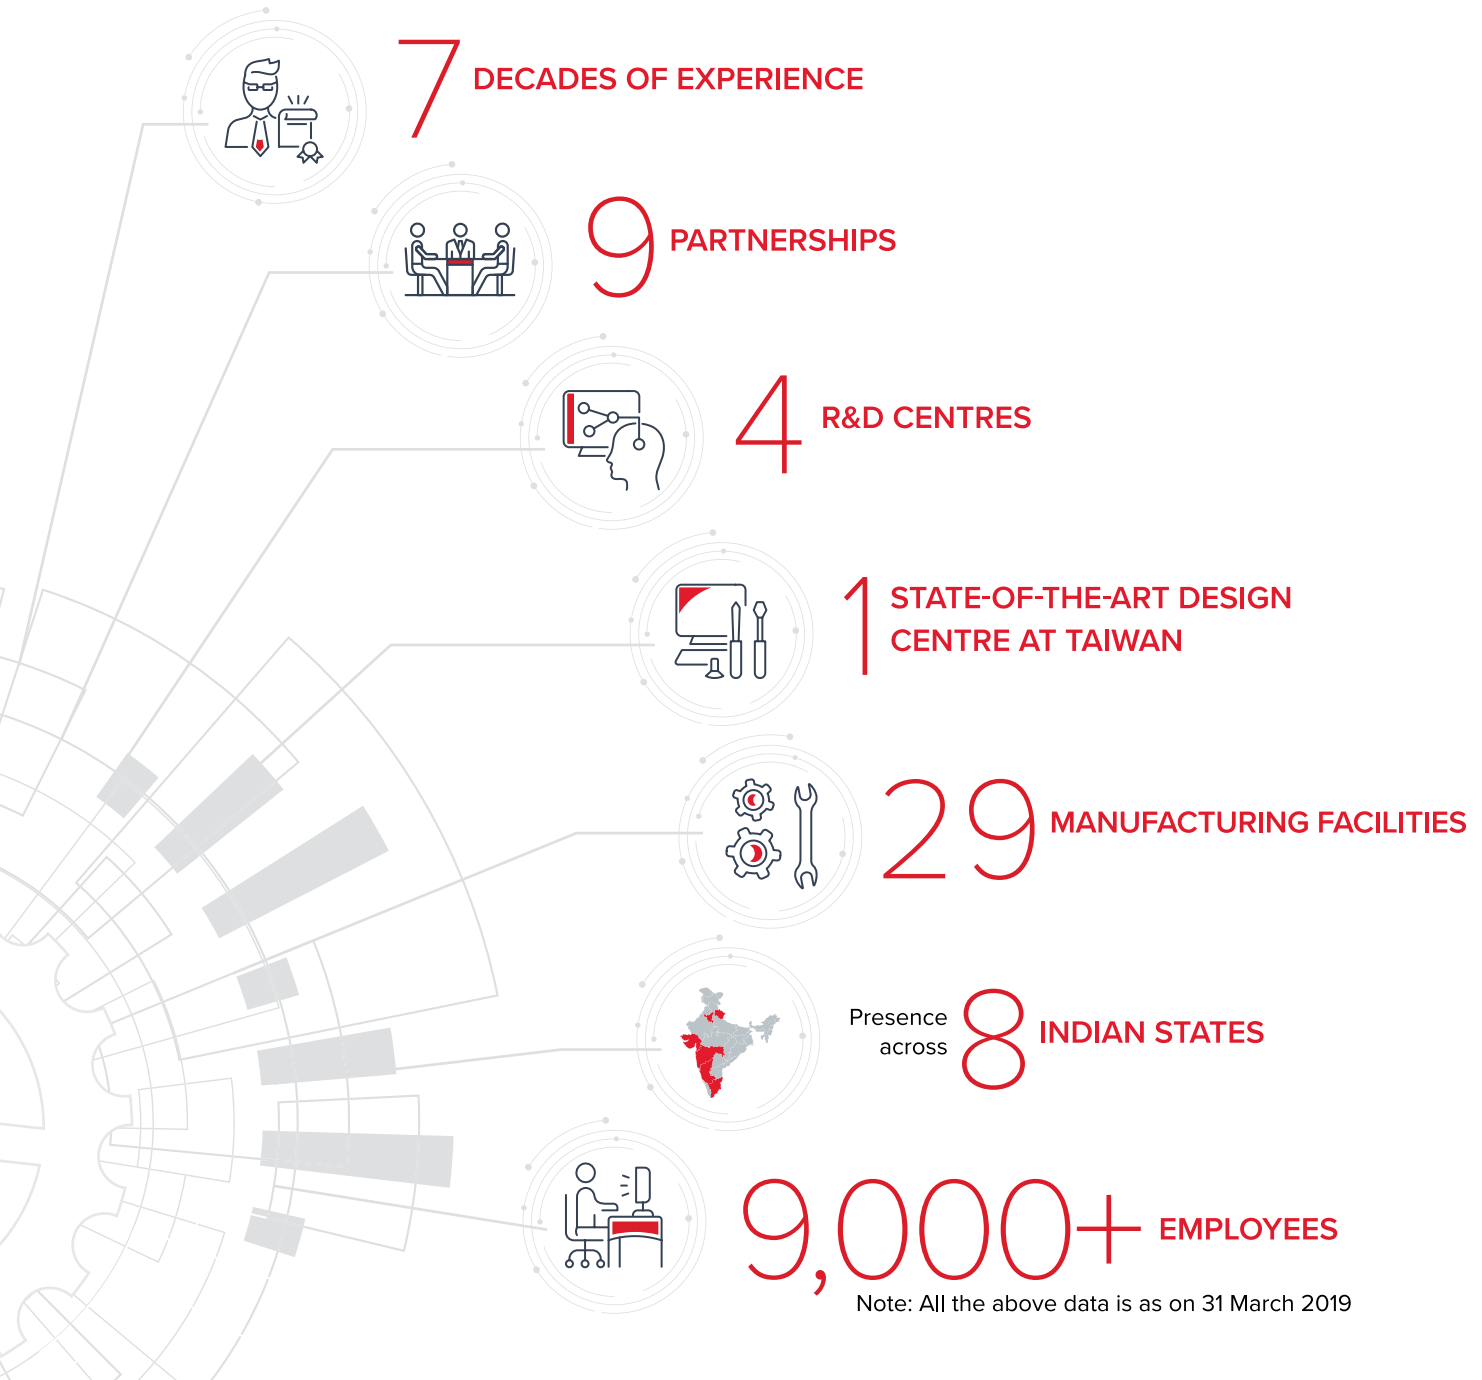 7 DECADES OF EXPERIENCE
9 PARTNERSHIPS
4 R&D CENTRES
1 STATE-OF-THE-ART DESIGN
CENTRE AT TAIWAN
29 MANUFACTURING FACILITIES
Presence
across
8 INDIAN STATES
9,000+ EMPLOYEES
Note: All the above data is as on 31 March 2019